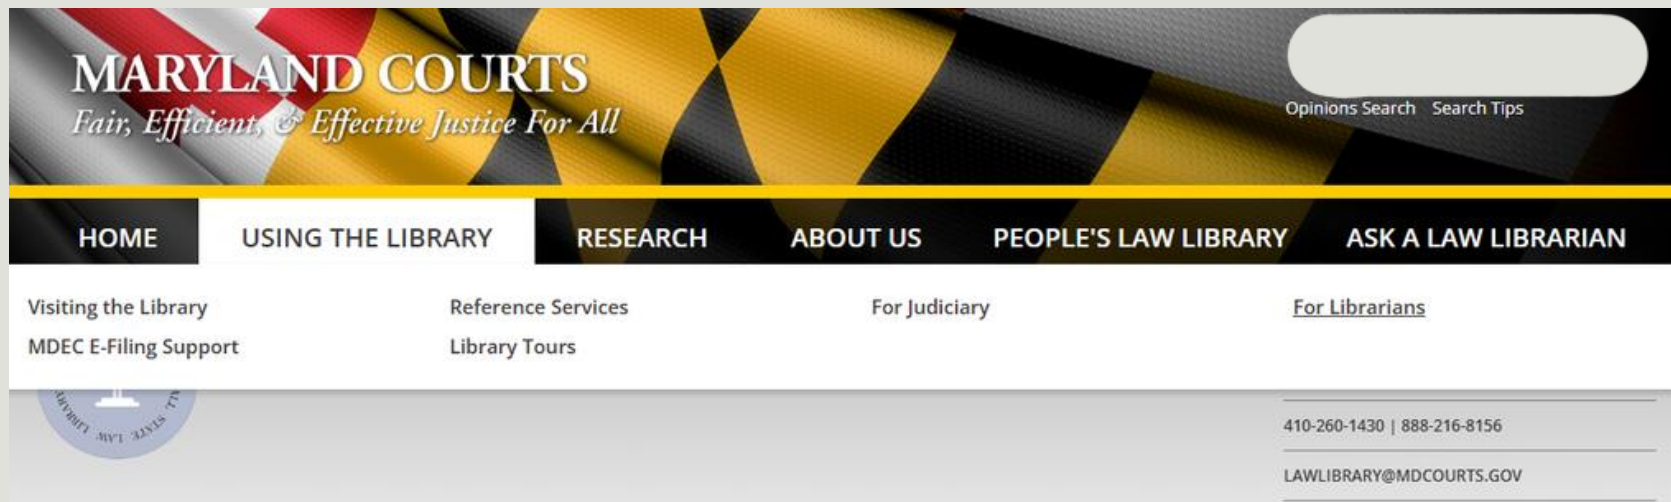 MARYLAND COURTS
Fair, Efficient, & Effective Justice For All
Opinions Search Search Tips
HOME USING THE LIBRARY RESEARCH ABOUT US PEOPLE'S LAW LIBRARY ASK A LAW LIBRARIAN
Visiting the Library Reference Services For Judiciary For Librarians
MDEC E-Filing Support Library Tours
STATE LAW
410-260-1430 | 888-216-8156
LAWLIBRARY@MDCOURTS.GOV